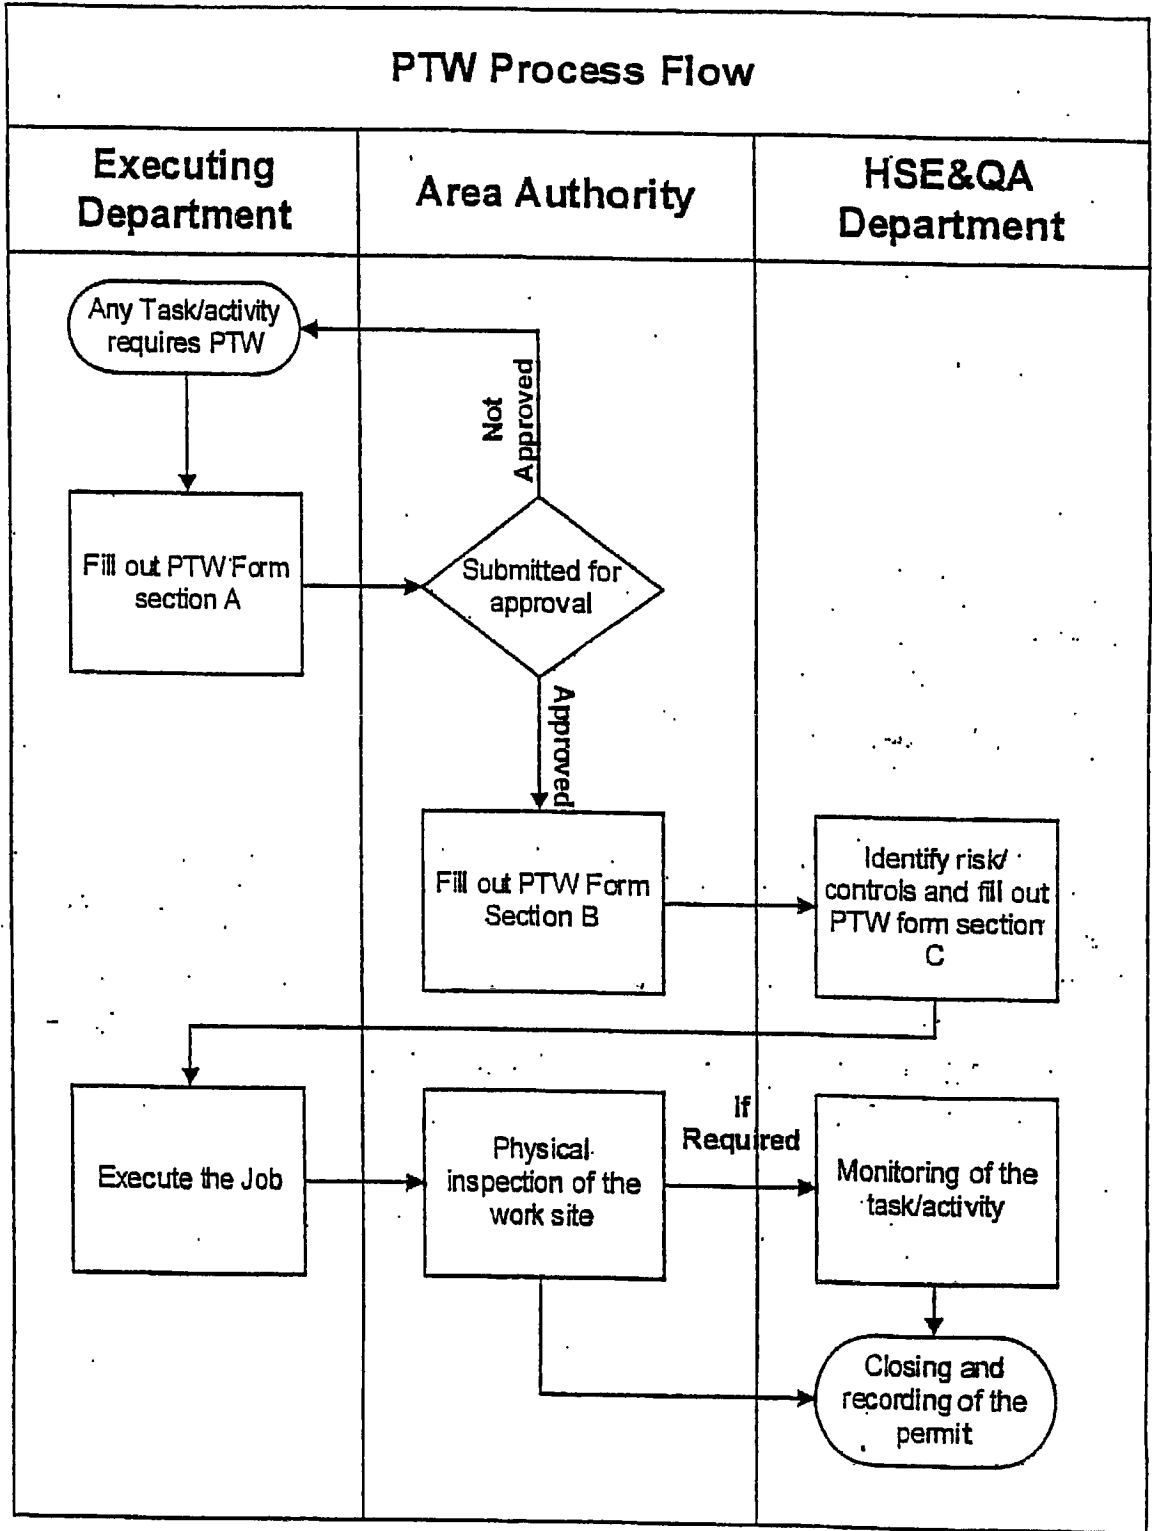 PTW Process Flow
Executing
Department
Area Authority
HSE&QA
Department
Any Task/activity
requires PTW
Not
Approved
Fill out PTW Form
section A
Submitted for
approval
Approved
Fill out PTW Form
Section B
Identify risk/
controls and fill out
PTW form section
C
Execute the Job
Physical
inspection of the
work site
If
Required
Monitoring of the
task/activity
Closing and
recording of the
permit